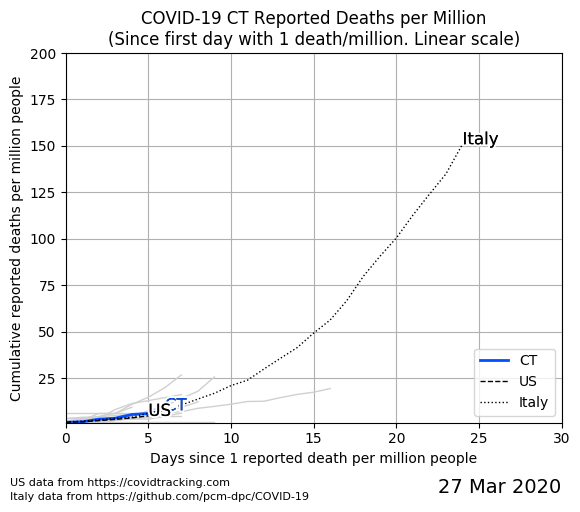 COVID-19 CT Reported Deaths per Million
(Since first day with 1 death/million. Linear scale)
Cumulative reported deaths per million people
200
175
150
125
100
75
50
25
Italy
CT
US
CT
US
Italy
0
5
10
15
20
25
30
Days since 1 reported death per million people
US data from https://covidtracking.com
Italy data from https://github.com/pcm-dpc/COVID-19
27 Mar 2020